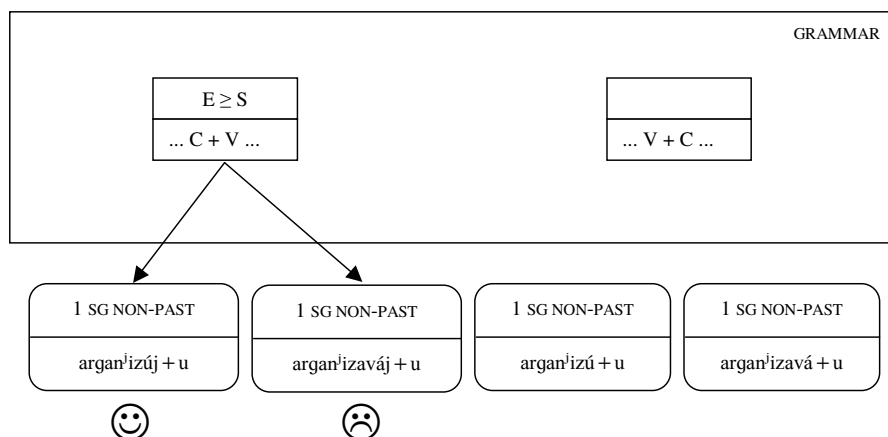 GRAMMAR
E ≥ S
... C + V ...
... V + C ...
1 SG NON-PAST
arganʲizúj + u
1 SG NON-PAST
arganʲizaváj + u
1 SG NON-PAST
arganʲizú + u
1 SG NON-PAST
arganʲizavá + u